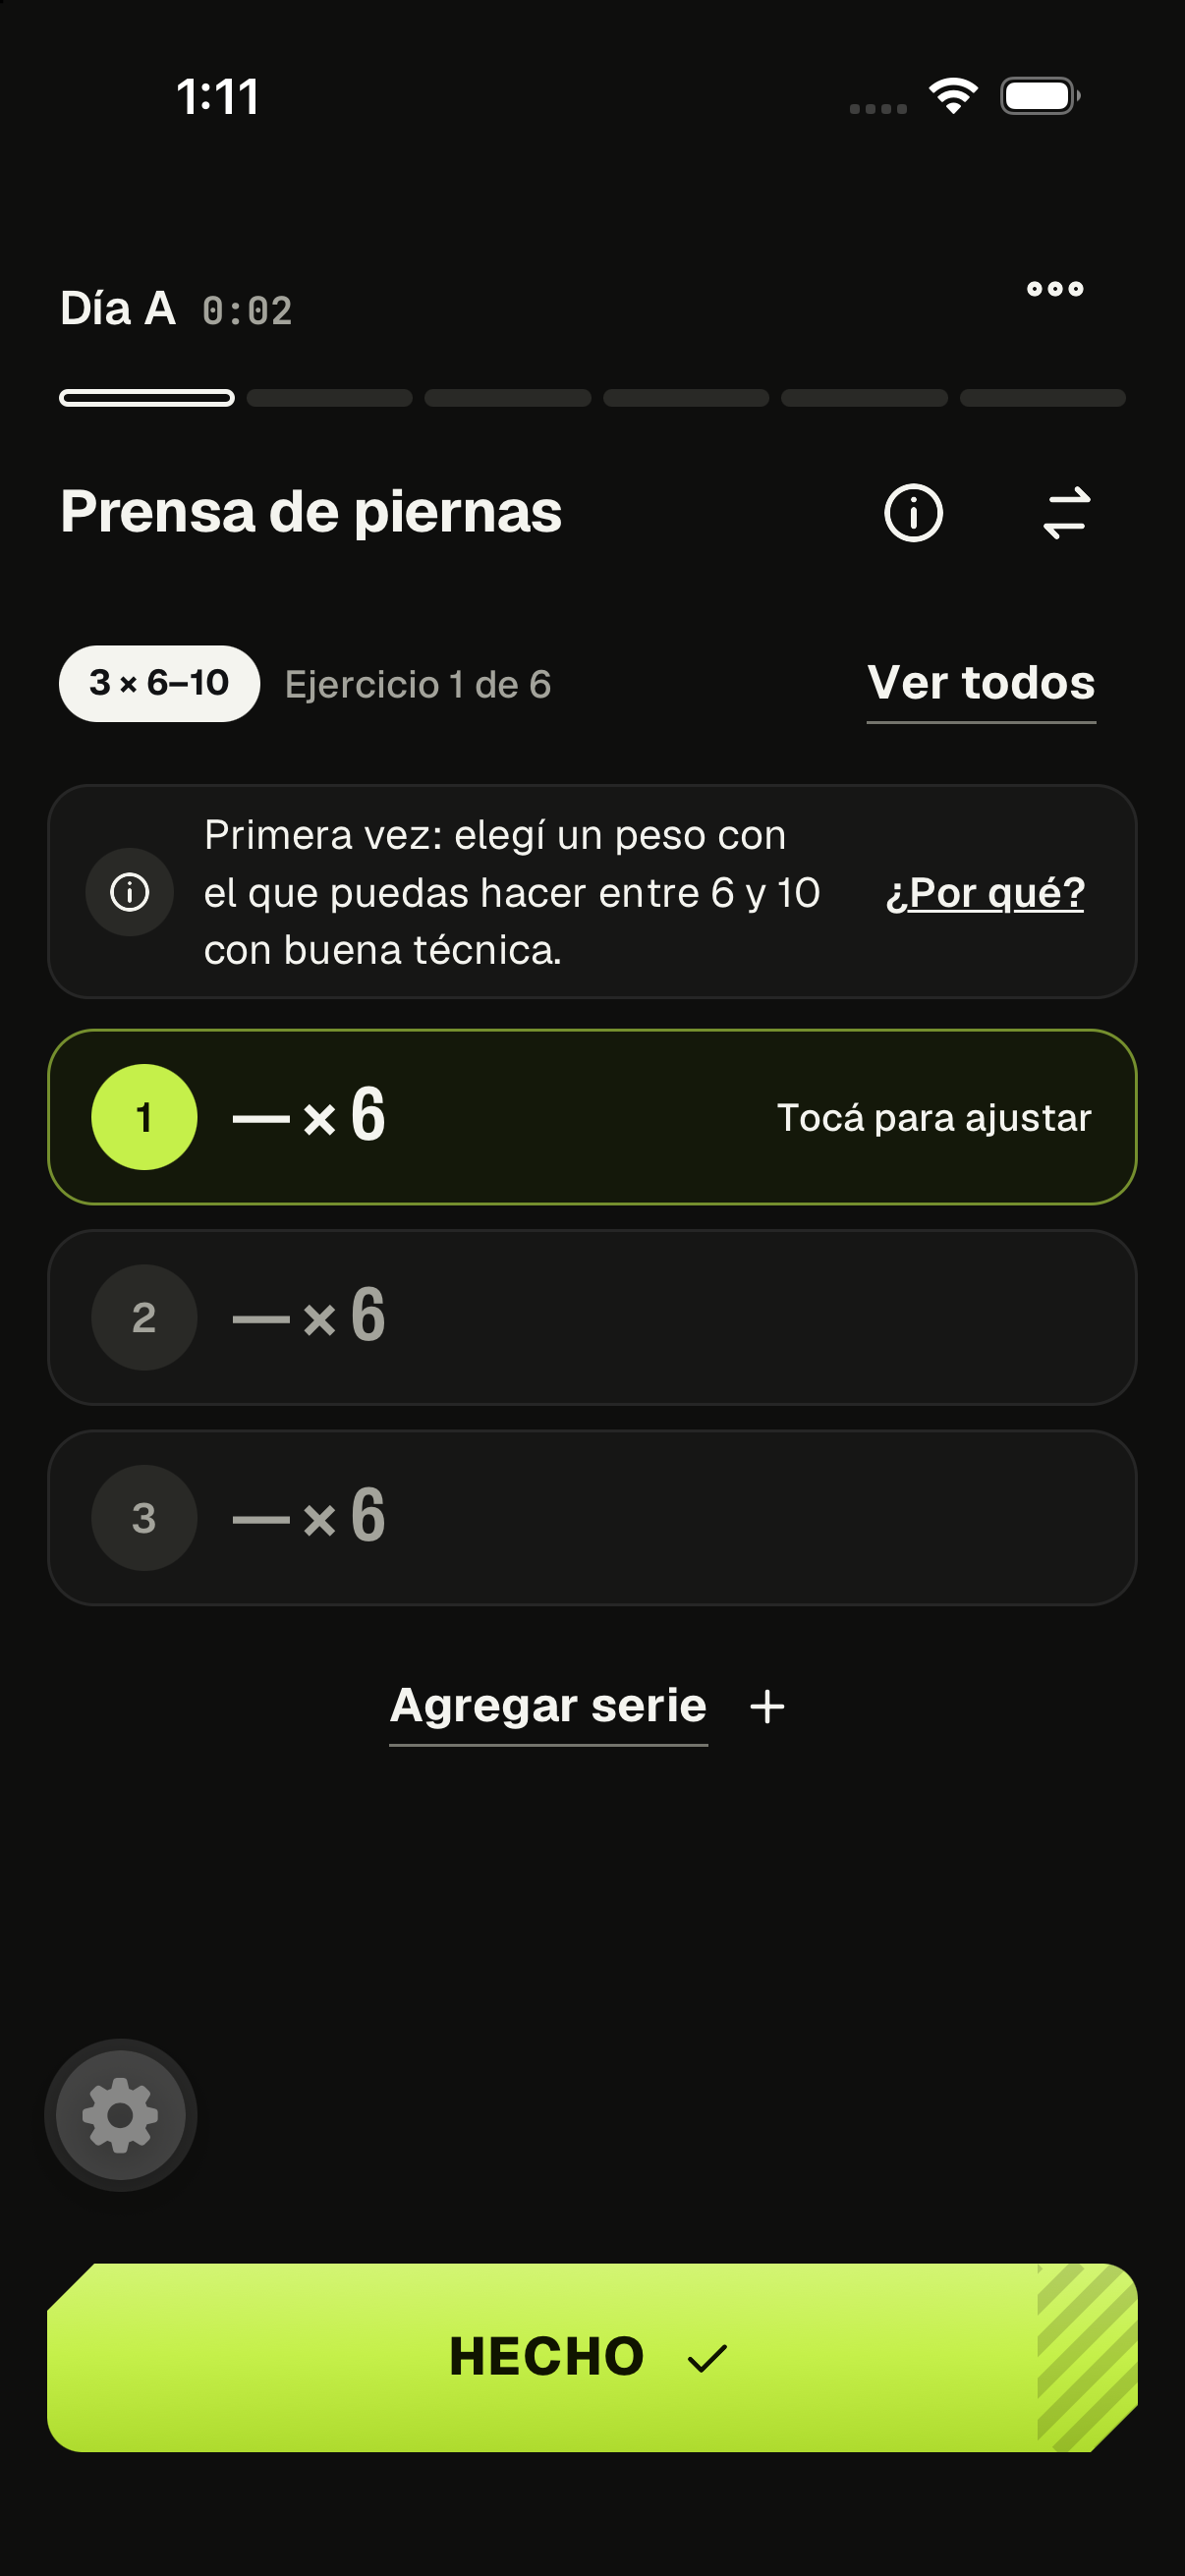 1:11
Día A 0:02
Prensa de piernas
3 × 6–10 Ejercicio 1 de 6 Ver todos
Primera vez: elegí un peso con
el que puedas hacer entre 6 y 10
con buena técnica.
¿Por qué?
1 — × 6 Tocá para ajustar
2 — × 6
3 — × 6
Agregar serie +
HECHO